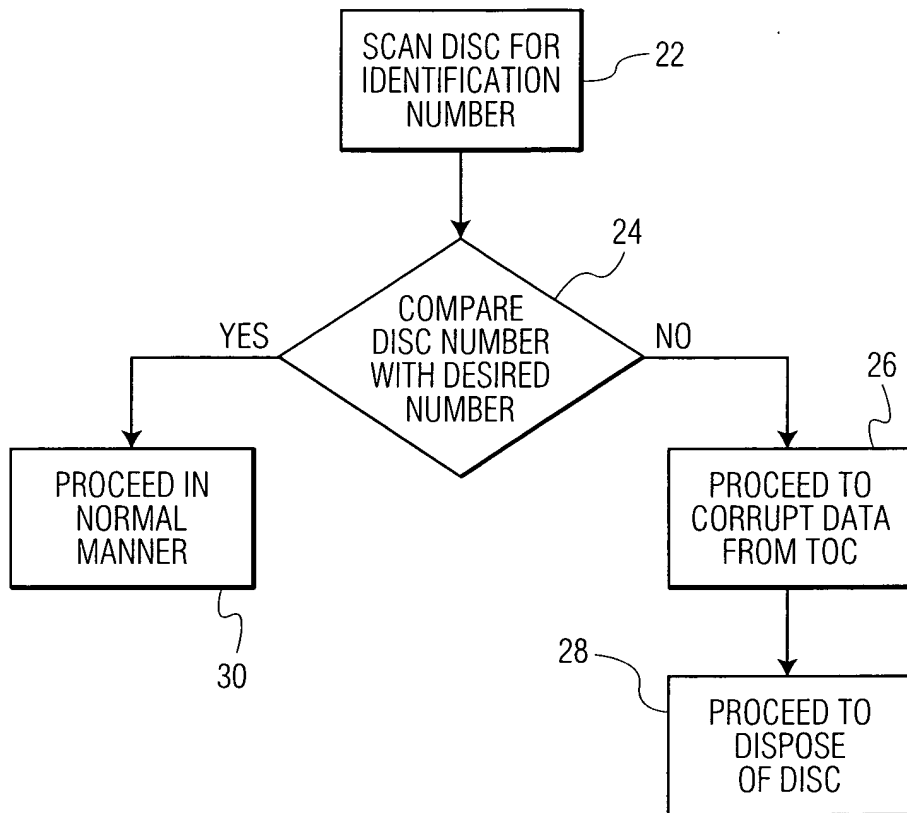 SCAN DISC FOR
IDENTIFICATION
NUMBER
22
24
COMPARE
DISC NUMBER
WITH DESIRED
NUMBER
YES
NO
26
PROCEED IN
NORMAL
MANNER
30
PROCEED TO
CORRUPT DATA
FROM TOC
28
PROCEED TO
DISPOSE
OF DISC